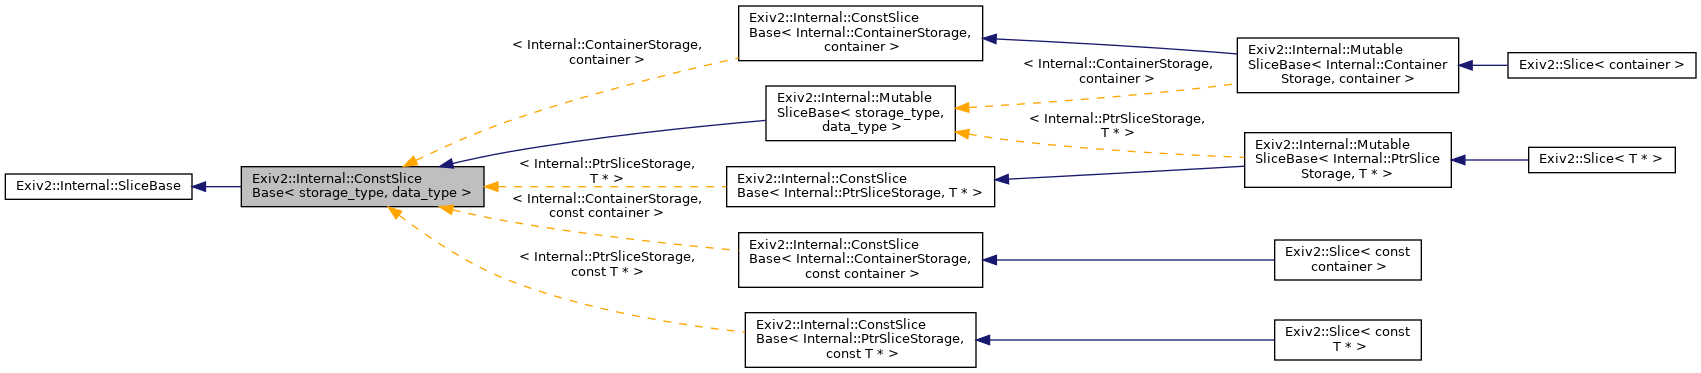 Exiv2::Internal::SliceBase
Exiv2::Internal::ConstSlice
Base< storage_type, data_type >
< Internal::ContainerStorage,
container >
Exiv2::Internal::ConstSlice
Base< Internal::ContainerStorage,
container >
Exiv2::Internal::Mutable
SliceBase< storage_type,
data_type >
< Internal::PtrSliceStorage,
T * >
Exiv2::Internal::ConstSlice
Base< Internal::PtrSliceStorage, T * >
< Internal::ContainerStorage,
const container >
Exiv2::Internal::ConstSlice
Base< Internal::ContainerStorage,
const container >
< Internal::PtrSliceStorage,
const T * >
Exiv2::Internal::ConstSlice
Base< Internal::PtrSliceStorage,
const T * >
< Internal::ContainerStorage,
container >
Exiv2::Internal::Mutable
SliceBase< Internal::Container
Storage, container >
Exiv2::Slice< container >
< Internal::PtrSliceStorage,
T * >
Exiv2::Internal::Mutable
SliceBase< Internal::PtrSlice
Storage, T * >
Exiv2::Slice< T * >
Exiv2::Slice< const
container >
Exiv2::Slice< const
T * >